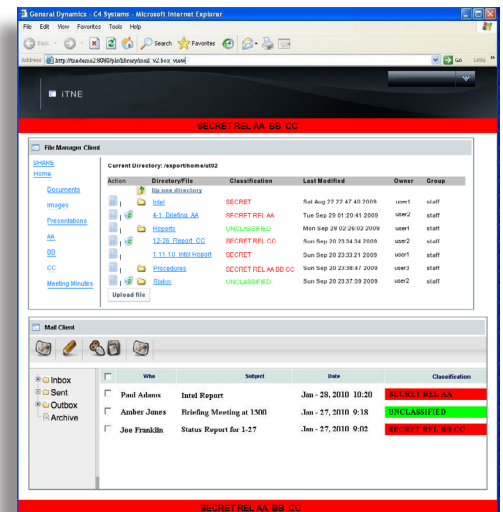 General Dynamics - C4 Systems - Microsoft Internet Explorer
File Edit View Favorites Tools Help
Back Search Favorites
Address Go Links »
iTNE
SECRET REL AA BB CC
File Manager Client
SHARE
Home
Documents
Images
Presentations
AA
BB
CC
Meeting Minutes
Current Directory: /export/home/ut02
Action Directory/File Classification Last Modified Owner Group
Up one directory
Intel SECRET Sat Aug 22 22:47:40 2009 user1 staff
4-1_Briefing_AA SECRET REL AA Tue Sep 29 01:20:41 2009 user2 staff
Reports UNCLASSIFIED Mon Sep 28 02:26:02 2009 user1 staff
12-26_Report_CC SECRET REL CC Sun Sep 20 23:34:34 2009 user2 staff
1-11-10_Intel Report SECRET Sun Sep 20 23:33:21 2009 user1 staff
Procedures SECRET REL AA BB CC Sun Sep 20 23:38:47 2009 user3 staff
Status UNCLASSIFIED Sun Sep 20 23:37:59 2009 user2 staff
Upload file
Mail Client
Inbox
Sent
Outbox
Archive
Who Subject Date Classification
Paul Adams Intel Report Jan - 28, 2010 10:20 SECRET REL AA
Amber Jones Briefing Meeting at 1300 Jan - 27, 2010 9:18 UNCLASSIFIED
Joe Franklin Status Report for 1-27 Jan - 27, 2010 9:02 SECRET REL BB CC
SECRET REL AA BB CC